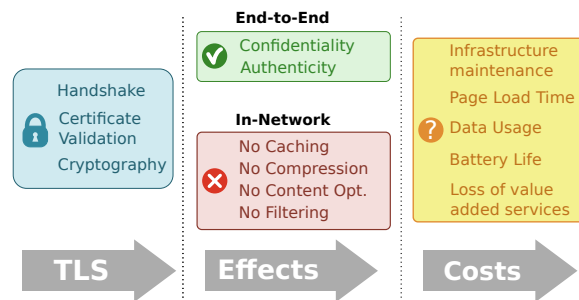 Handshake
Certificate
Validation
Cryptography
TLS
End-to-End
Confidentiality
Authenticity
In-Network
No Caching
No Compression
No Content Opt.
No Filtering
Effects
Infrastructure
maintenance
Page Load Time
?
Data Usage
Battery Life
Loss of value
added services
Costs